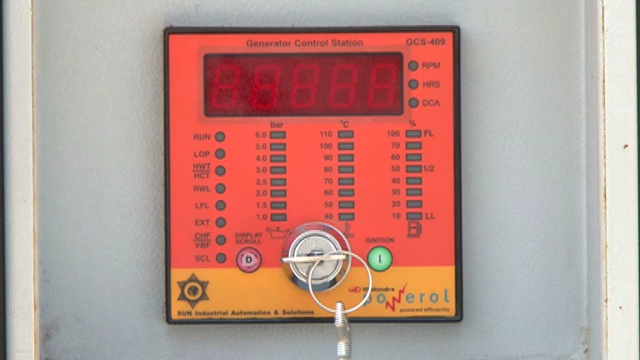 Generator Control Station GCS-409
RPM
HRS
DCA
bar °C %
RUN 6.0 110 100 FL
5.0 100 70
LOP 4.0 90 60
HWT 3.0 80 50 1/2
HCT
2.5 70 40
RWL 2.0 60 30
LFL 1.5 50 20
EXT 1.0 40 10 LL
CHF
VBF
DISPLAY
SCROLL
IGNITION
SCL D I
Mahindra
powerol
powered efficiently
SUN Industrial Automation & Solutions